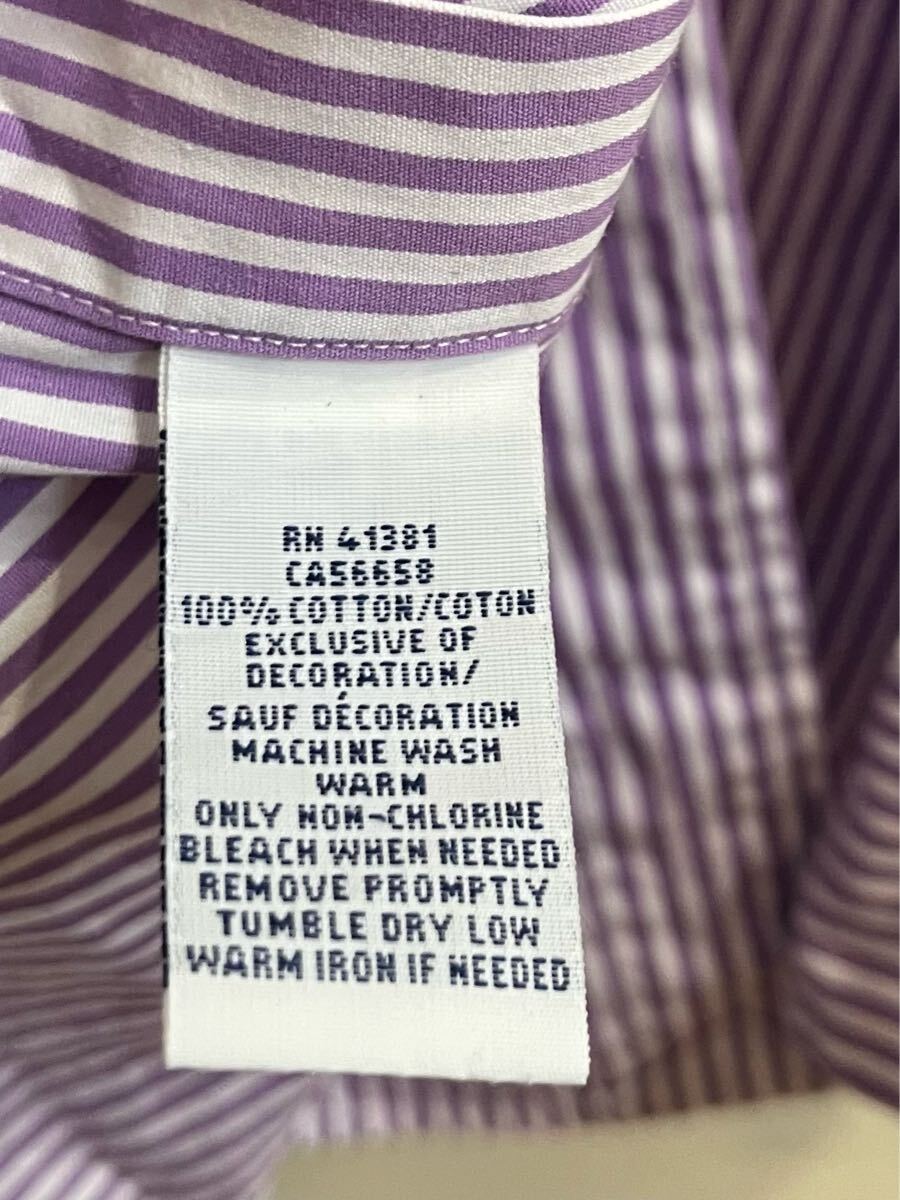 RN 41381
CA56658
100% COTTON/COTON
EXCLUSIVE OF
DECORATION/
SAUF DÉCORATION
MACHINE WASH
WARM
ONLY NON-CHLORINE
BLEACH WHEN NEEDED
REMOVE PROMPTLY
TUMBLE DRY LOW
WARM IRON IF NEEDED